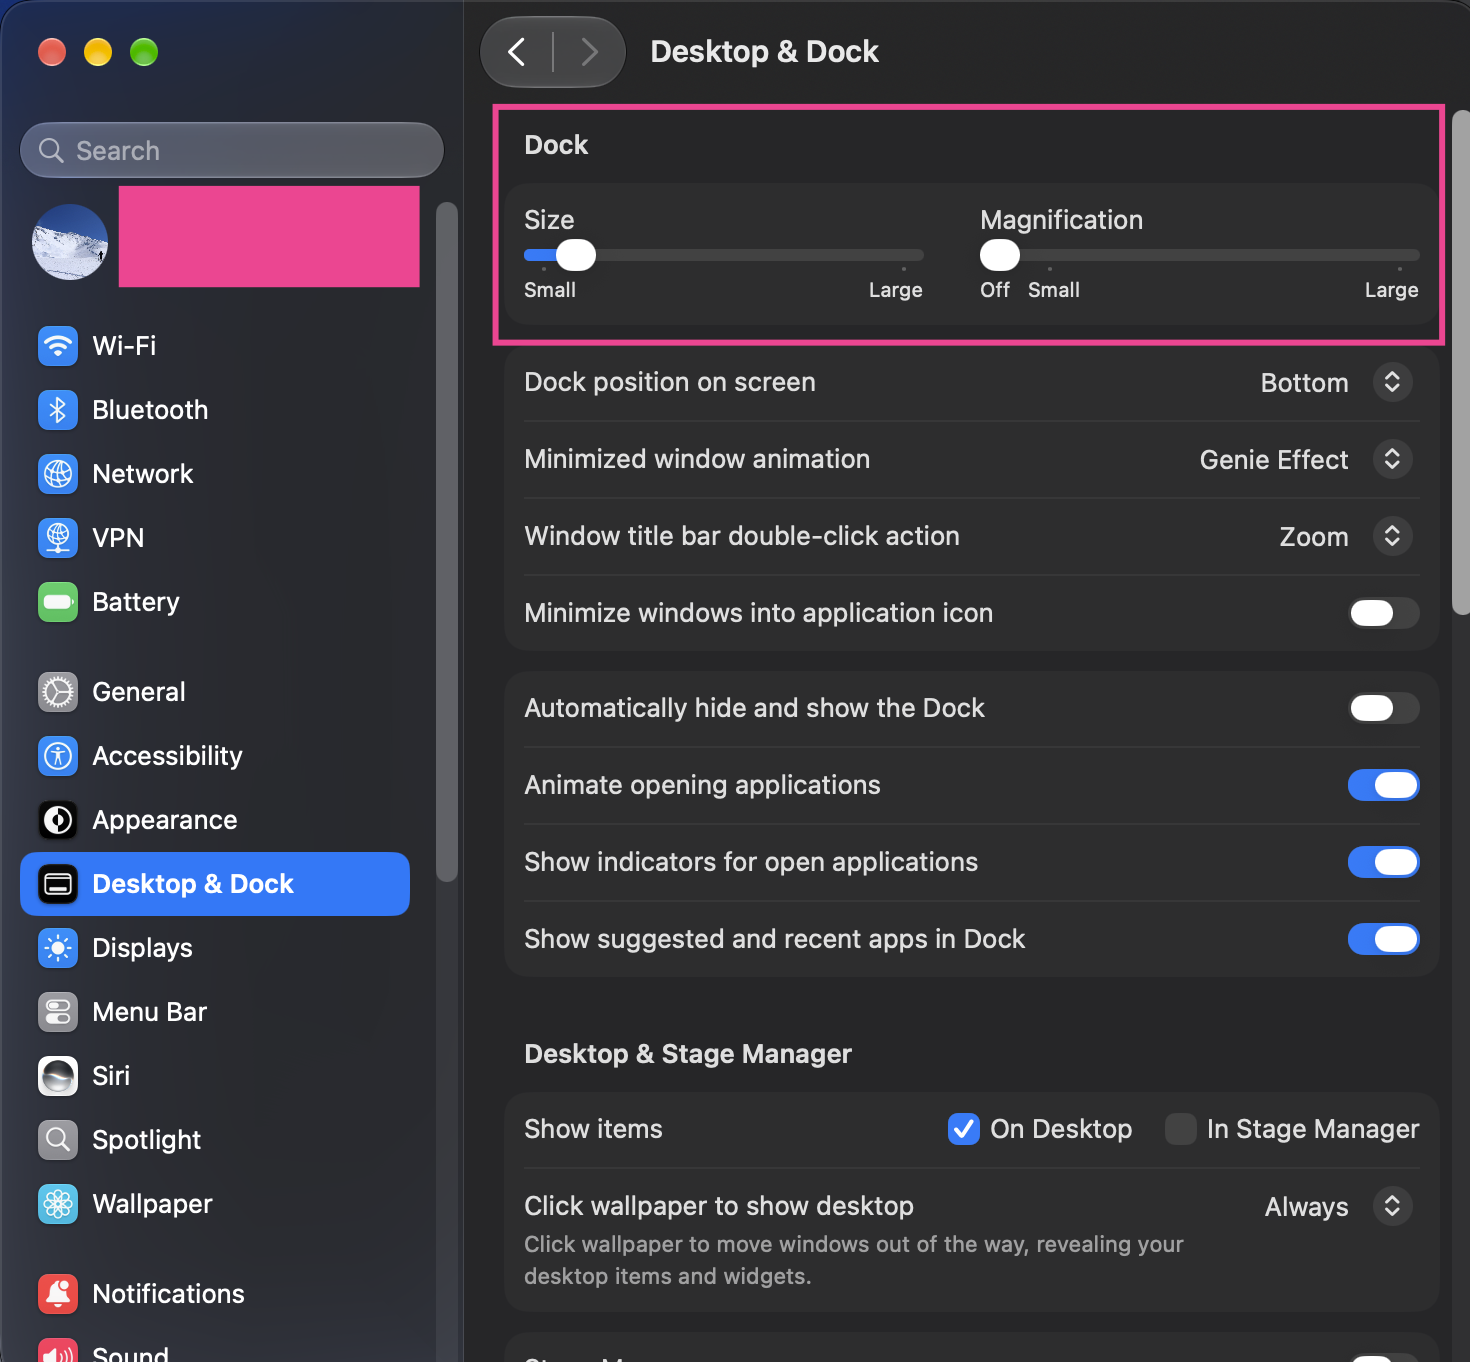 Search
Wi-Fi
Bluetooth
Network
VPN
Battery
General
Accessibility
Appearance
Desktop & Dock
Displays
Menu Bar
Siri
Spotlight
Wallpaper
Notifications
Sound
Desktop & Dock
Dock
Size
Magnification
Small
Large
Off
Small
Large
Dock position on screen
Bottom
Minimized window animation
Genie Effect
Window title bar double-click action
Zoom
Minimize windows into application icon
Automatically hide and show the Dock
Animate opening applications
Show indicators for open applications
Show suggested and recent apps in Dock
Desktop & Stage Manager
Show items
On Desktop
In Stage Manager
Click wallpaper to show desktop
Always
Click wallpaper to move windows out of the way, revealing your
desktop items and widgets.